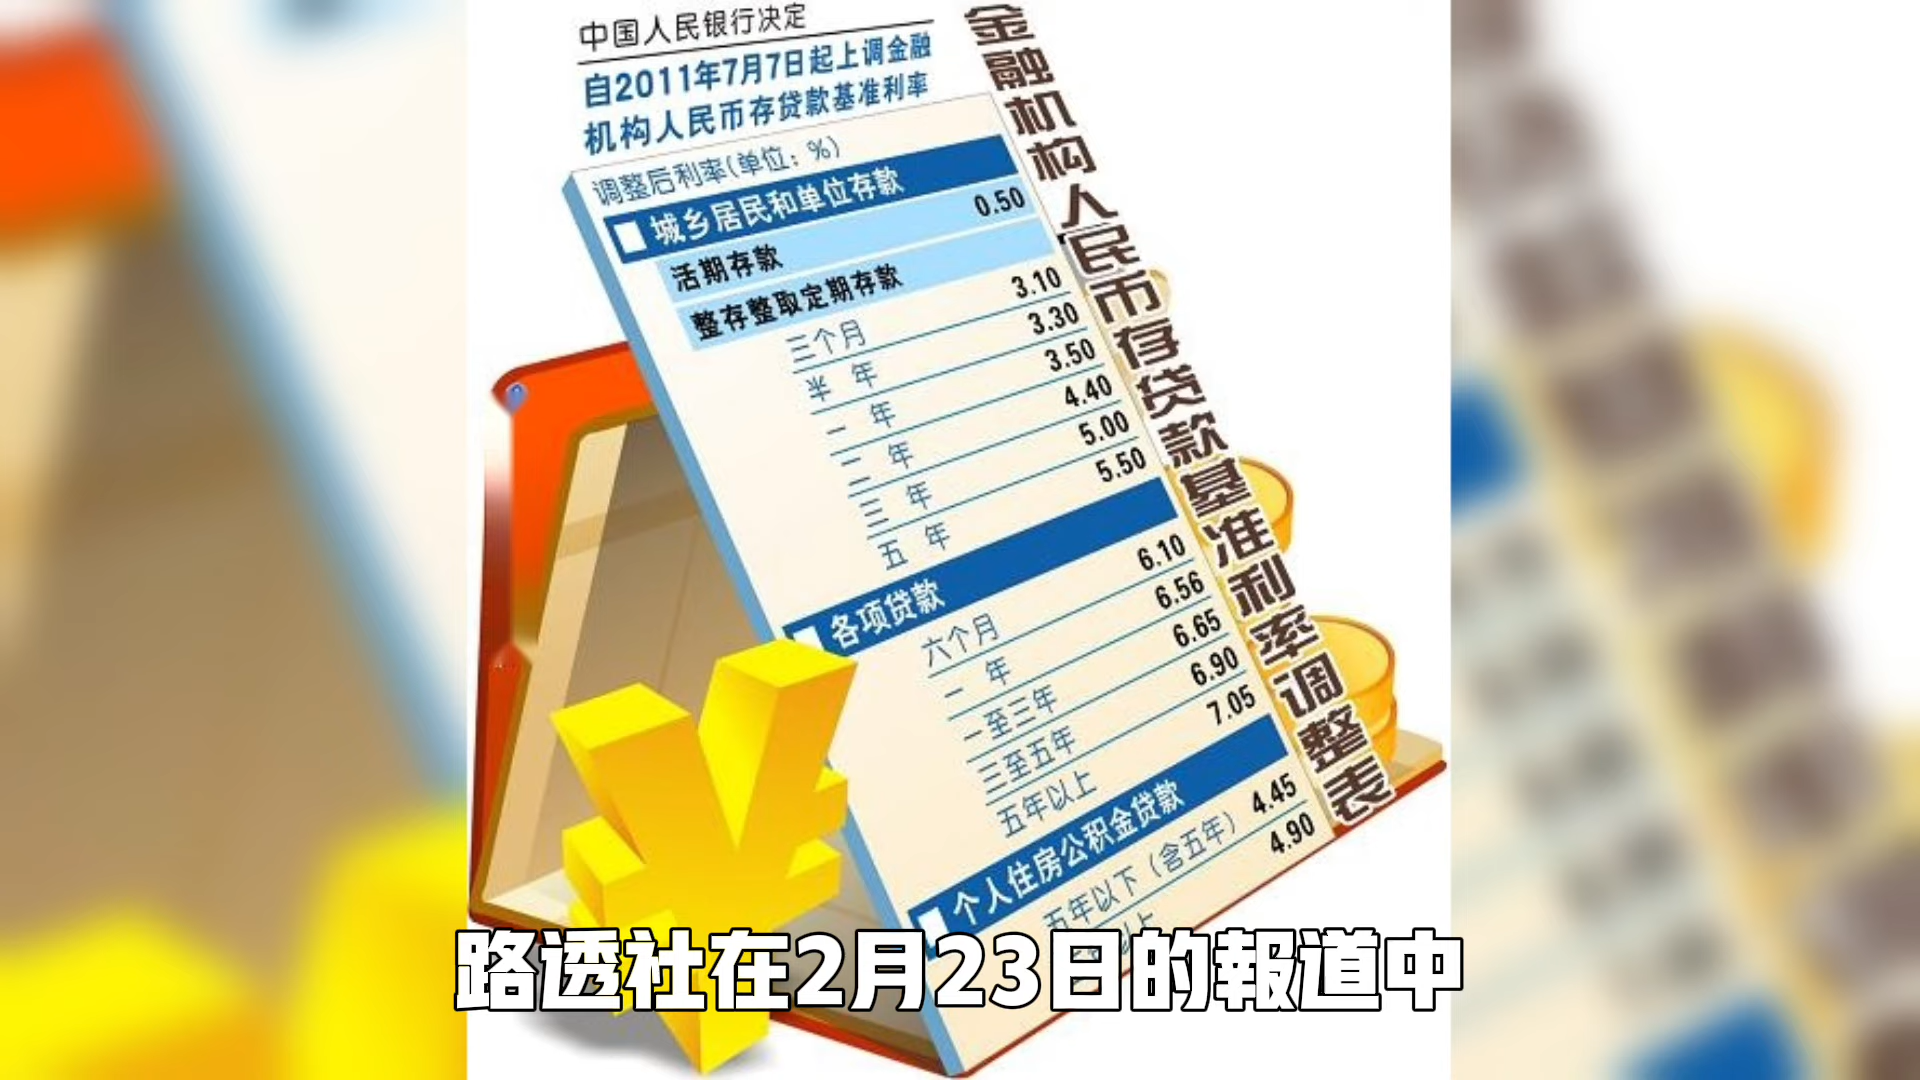 中国人民银行决定
自2011年7月7日起上调金融
机构人民币存贷款基准利率
金融机构人民币存贷款基准利率调整表
调整后利率(单位：%)
城乡居民和单位存款
活期存款 0.50
整存整取定期存款
三个月 3.10
半年 3.30
一年 3.50
二年 4.40
三年 5.00
五年 5.50
各项贷款
六个月 6.10
一年 6.56
一至三年 6.65
三至五年 6.90
五年以上 7.05
个人住房公积金贷款
五年以下（含五年） 4.45
以上 4.90
路透社在2月23日的報道中